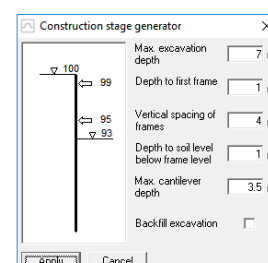 Construction stage generator
Max. excavation
depth
7
100
99
Depth to first frame
1
Vertical spacing of
frames
4
95
93
Depth to soil level
below frame level
1
Max. cantilever
depth
3.5
Backfill excavation
Apply
Cancel